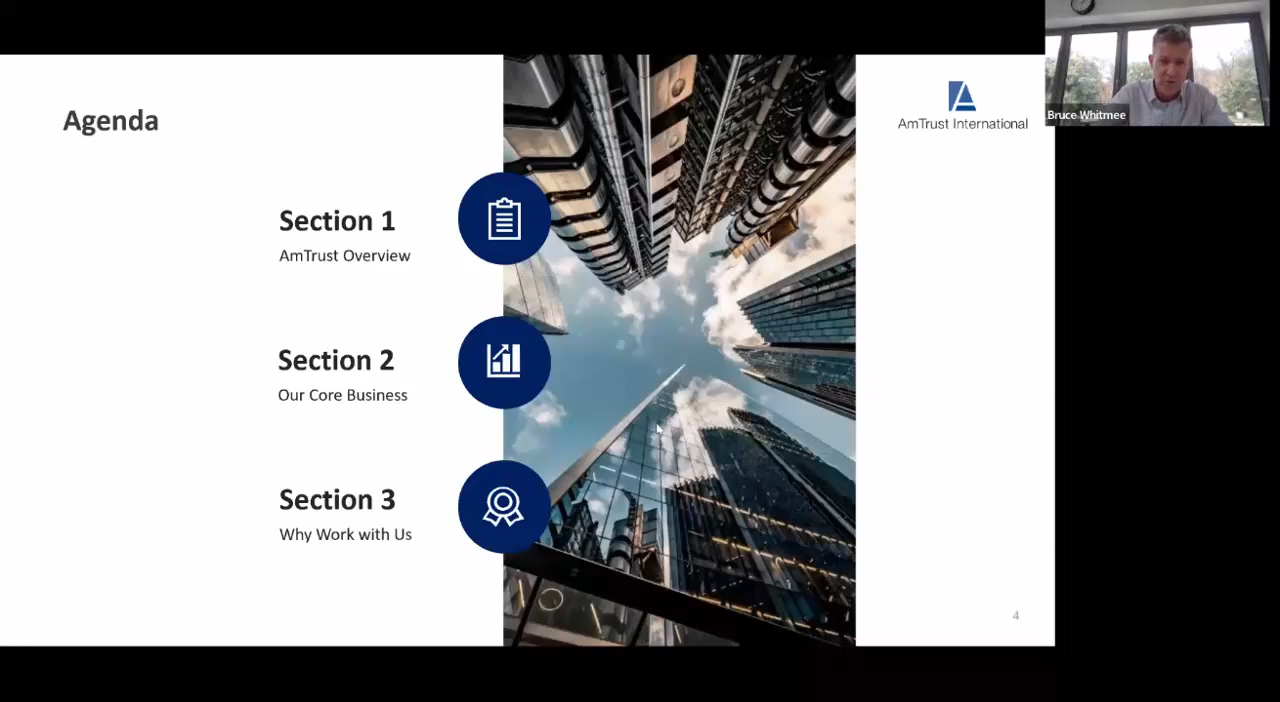 Agenda
AmTrust International
Bruce Whitmee
Section 1
AmTrust Overview
Section 2
Our Core Business
Section 3
Why Work with Us
4